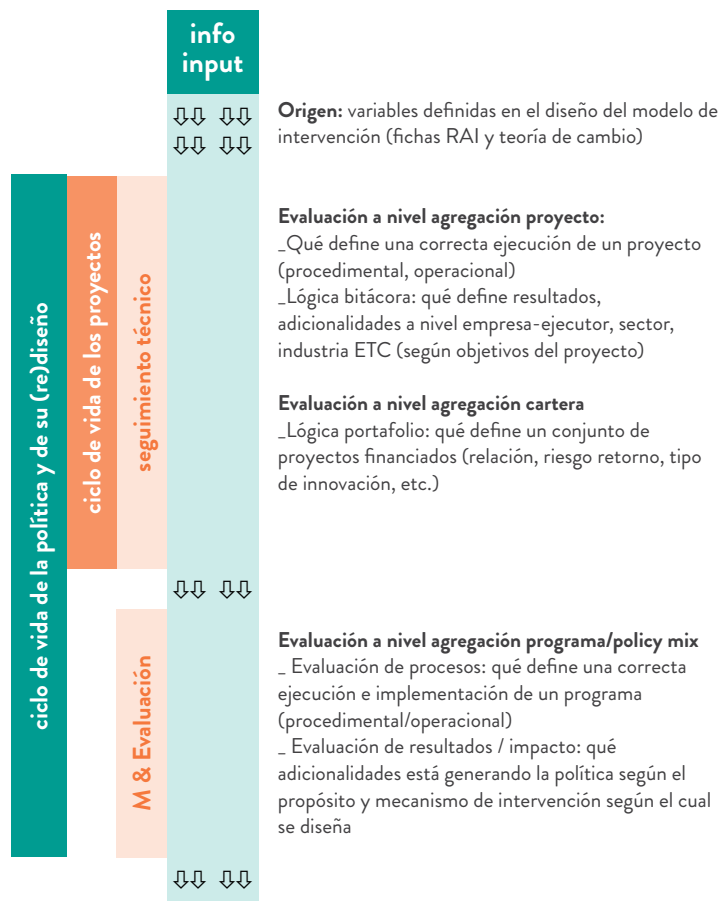 info
input
⇩⇩ ⇩⇩
⇩⇩ ⇩⇩
Origen: variables definidas en el diseño del modelo de
intervención (fichas RAI y teoría de cambio)
ciclo de vida de la política y de su (re)diseño
ciclo de vida de los proyectos
seguimiento técnico
Evaluación a nivel agregación proyecto:
_Qué define una correcta ejecución de un proyecto
(procedimental, operacional)
_Lógica bitácora: qué define resultados,
adicionalidades a nivel empresa-ejecutor, sector,
industria ETC (según objetivos del proyecto)
Evaluación a nivel agregación cartera
_Lógica portafolio: qué define un conjunto de
proyectos financiados (relación, riesgo retorno, tipo
de innovación, etc.)
⇩⇩ ⇩⇩
M & Evaluación
Evaluación a nivel agregación programa/policy mix
_ Evaluación de procesos: qué define una correcta
ejecución e implementación de un programa
(procedimental/operacional)
_ Evaluación de resultados / impacto: qué
adicionalidades está generando la política según el
propósito y mecanismo de intervención según el cual
se diseña
⇩⇩ ⇩⇩